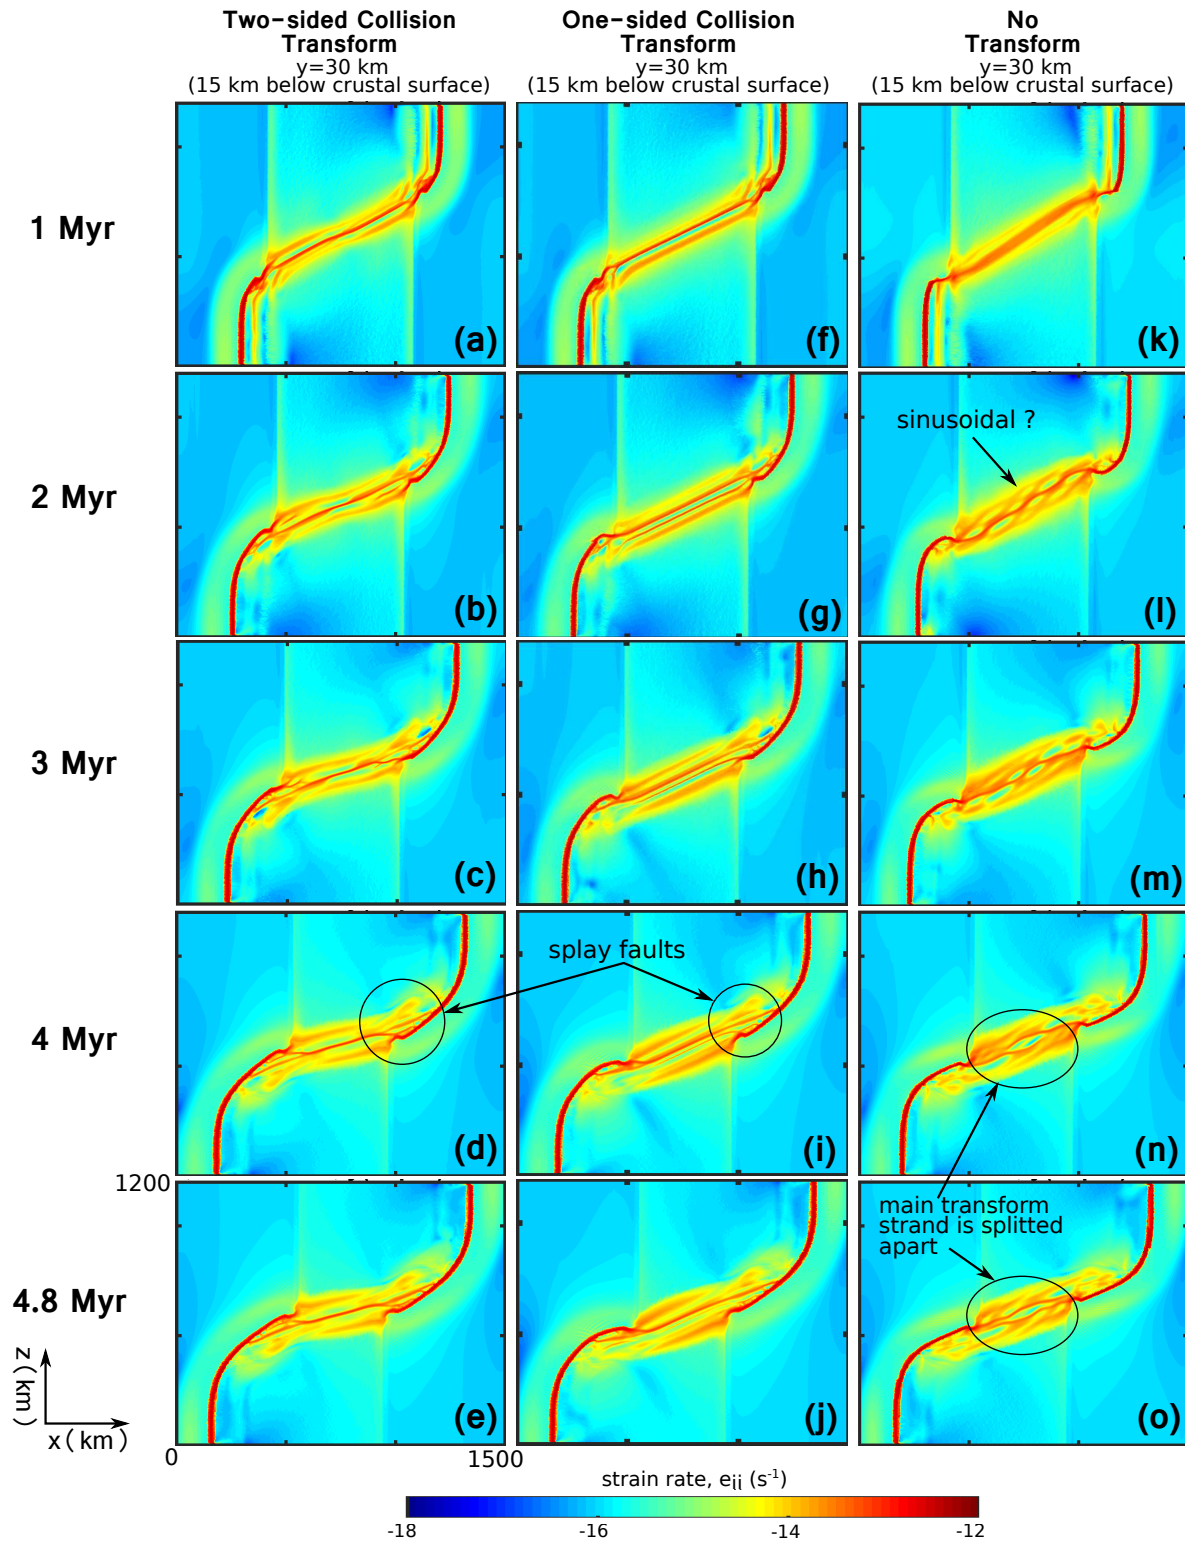 Two-sided Collision
Transform
y=30 km
(15 km below crustal surface)
One-sided Collision
Transform
y=30 km
(15 km below crustal surface)
No
Transform
y=30 km
(15 km below crustal surface)
1 Myr
(a)
(f)
(k)
2 Myr
(b)
(g)
sinusoidal ?
(l)
3 Myr
(c)
(h)
(m)
4 Myr
splay faults
(d)
(i)
(n)
1200
main transform
strand is splitted
apart
4.8 Myr
(e)
(j)
(o)
z(km)
x(km)
0
1500
strain rate, eii (s-1)
-18
-16
-14
-12